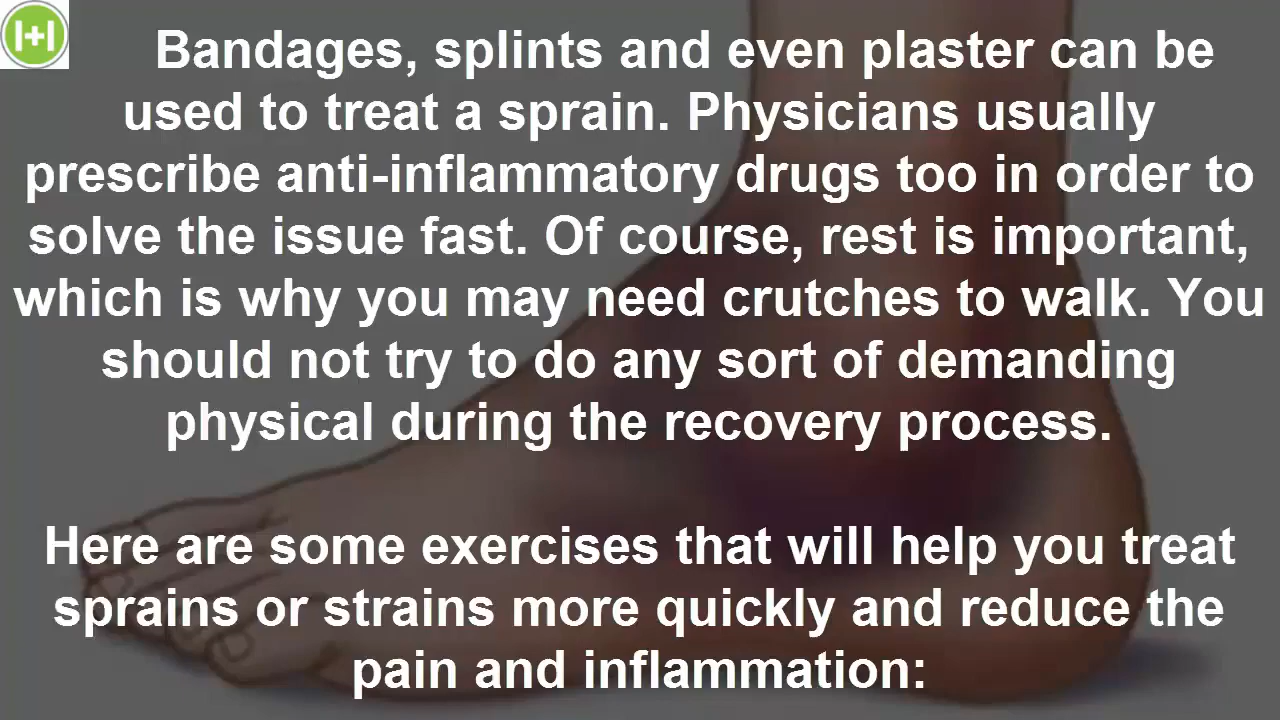 Bandages, splints and even plaster can be
used to treat a sprain. Physicians usually
prescribe anti-inflammatory drugs too in order to
solve the issue fast. Of course, rest is important,
which is why you may need crutches to walk. You
should not try to do any sort of demanding
physical during the recovery process.
Here are some exercises that will help you treat
sprains or strains more quickly and reduce the
pain and inflammation: